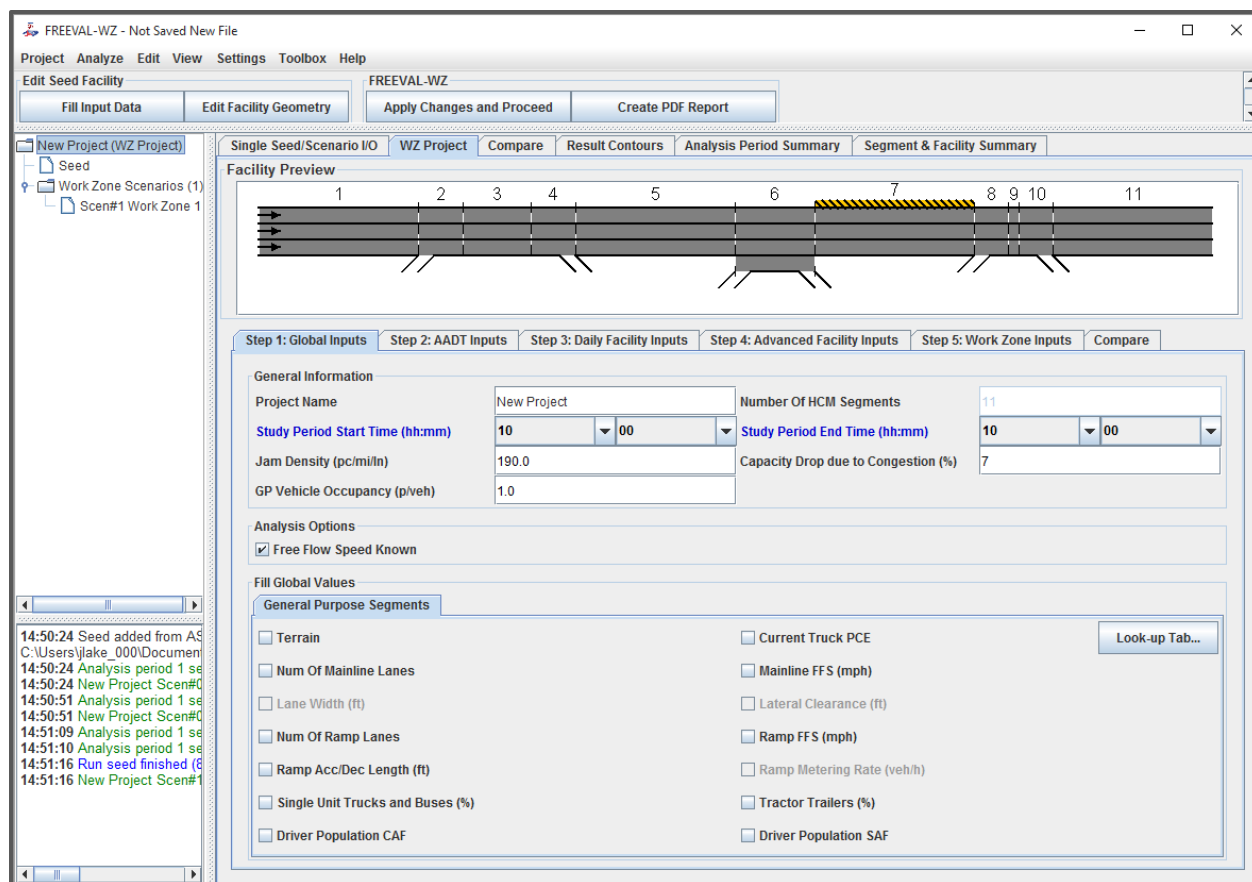 FREEVAL-WZ - Not Saved New File
Project Analyze Edit View Settings Toolbox Help
Edit Seed Facility
FREEVAL-WZ
Fill Input Data
Edit Facility Geometry
Apply Changes and Proceed
Create PDF Report
New Project (WZ Project)
Seed
Work Zone Scenarios (1)
Scen#1 Work Zone 1
Single Seed/Scenario I/O
WZ Project
Compare
Result Contours
Analysis Period Summary
Segment & Facility Summary
Facility Preview
1 2 3 4 5 6 7 8 9 10 11
Step 1: Global Inputs
Step 2: AADT Inputs
Step 3: Daily Facility Inputs
Step 4: Advanced Facility Inputs
Step 5: Work Zone Inputs
Compare
General Information
Project Name New Project Number Of HCM Segments 11
Study Period Start Time (hh:mm) 10 00 Study Period End Time (hh:mm) 10 00
Jam Density (pc/mi/ln) 190.0 Capacity Drop due to Congestion (%) 7
GP Vehicle Occupancy (p/veh) 1.0
Analysis Options
Free Flow Speed Known
Fill Global Values
General Purpose Segments
Terrain Current Truck PCE Look-up Tab...
Num Of Mainline Lanes Mainline FFS (mph)
Lane Width (ft) Lateral Clearance (ft)
Num Of Ramp Lanes Ramp FFS (mph)
Ramp Acc/Dec Length (ft) Ramp Metering Rate (veh/h)
Single Unit Trucks and Buses (%) Tractor Trailers (%)
Driver Population CAF Driver Population SAF
14:50:24 Seed added from AS
C:\Users\jlake_000\Documen
14:50:24 Analysis period 1 se
14:50:24 New Project Scen#0
14:50:51 Analysis period 1 se
14:50:51 New Project Scen#0
14:51:09 Analysis period 1 se
14:51:10 Analysis period 1 se
14:51:16 Run seed finished (8
14:51:16 New Project Scen#1